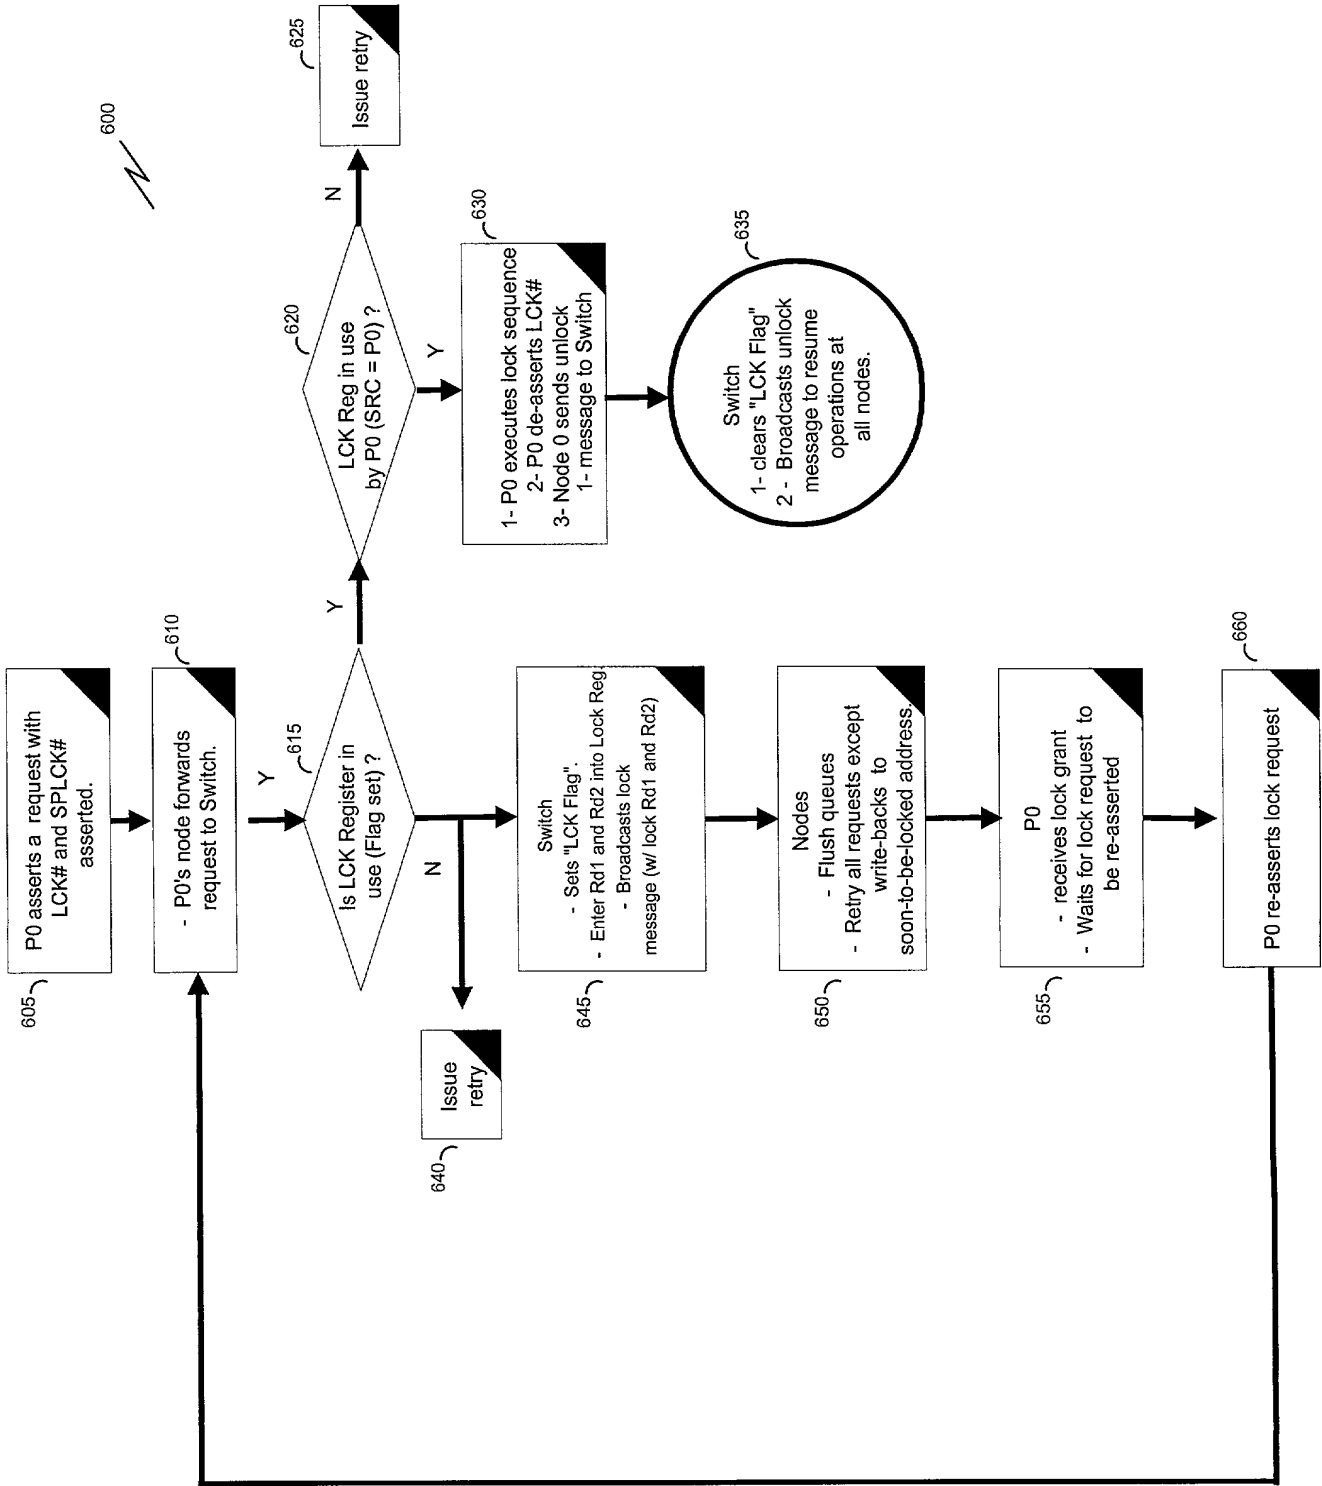 600
P0 asserts a request with
LCK# and SPLCK#
asserted.
605
- P0's node forwards
request to Switch.
610
Y
Is LCK Register in
use (Flag set) ?
615
Y
LCK Reg in use
by P0 (SRC = P0) ?
620
N
Issue retry
625
Y
1- P0 executes lock sequence
2- P0 de-asserts LCK#
3- Node 0 sends unlock
1- message to Switch
630
Switch
1- clears "LCK Flag"
2 - Broadcasts unlock
message to resume
operations at
all nodes.
635
N
Issue
retry
640
Switch
- Sets "LCK Flag".
- Enter Rd1 and Rd2 into Lock Reg
- Broadcasts lock
message (w/ lock Rd1 and Rd2)
645
Nodes
- Flush queues
- Retry all requests except
write-backs to
soon-to-be-locked address.
650
P0
- receives lock grant
- Waits for lock request to
be re-asserted
655
P0 re-asserts lock request
660